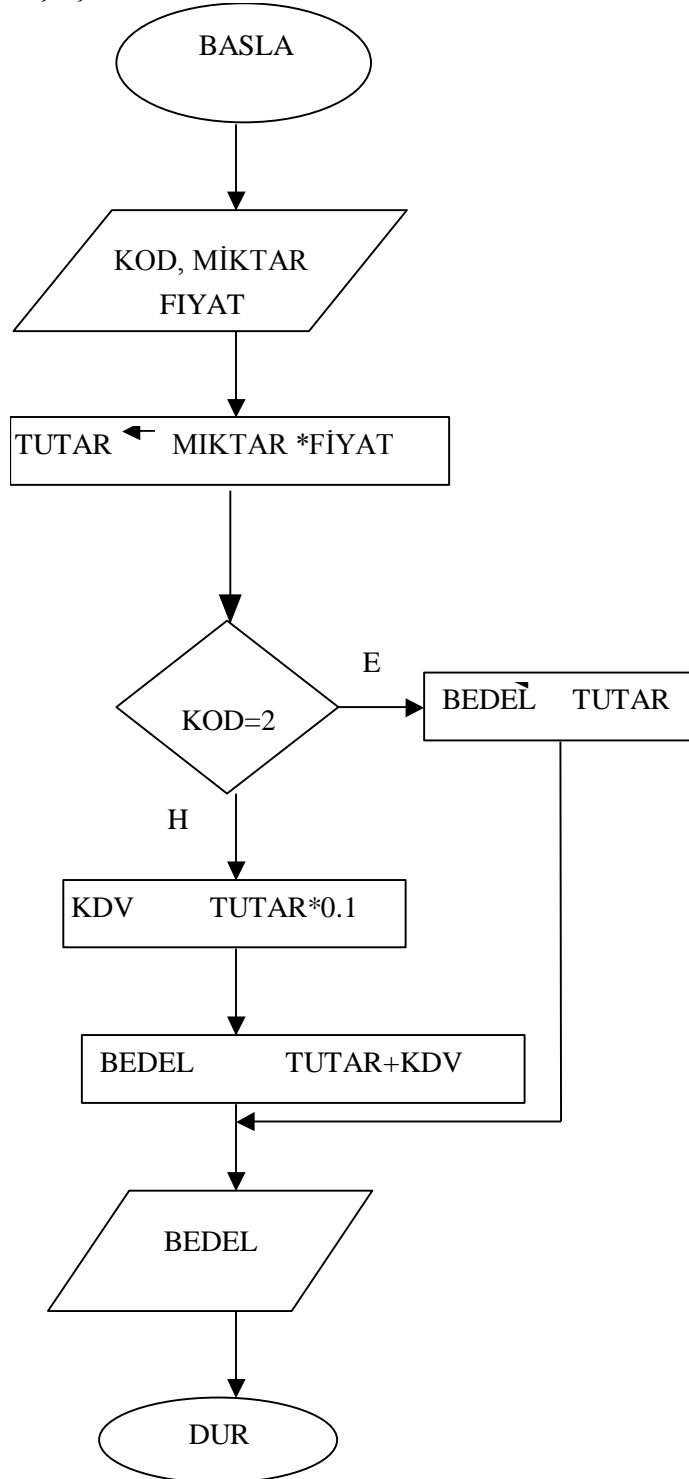 BASLA
KOD, MİKTAR
FIYAT
TUTAR MIKTAR *FİYAT
E
BEDEL TUTAR
KOD=2
H
KDV TUTAR*0.1
BEDEL TUTAR+KDV
BEDEL
DUR